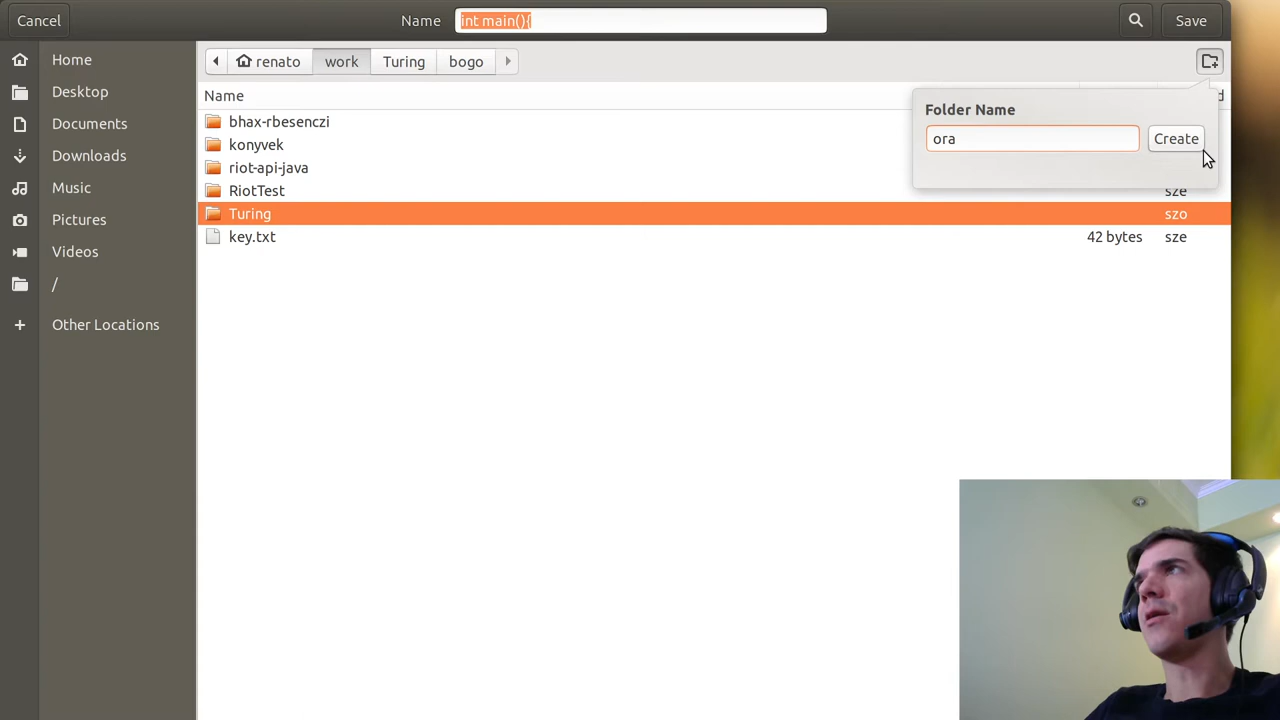 Cancel
Name
int main(){
Save
Home
Desktop
Documents
Downloads
Music
Pictures
Videos
/
+ Other Locations
renato
work
Turing
bogo
Name
d
bhax-rbesenczi
konyvek
riot-api-java
RiotTest
sze
Turing
szo
key.txt
42 bytes
sze
Folder Name
ora
Create